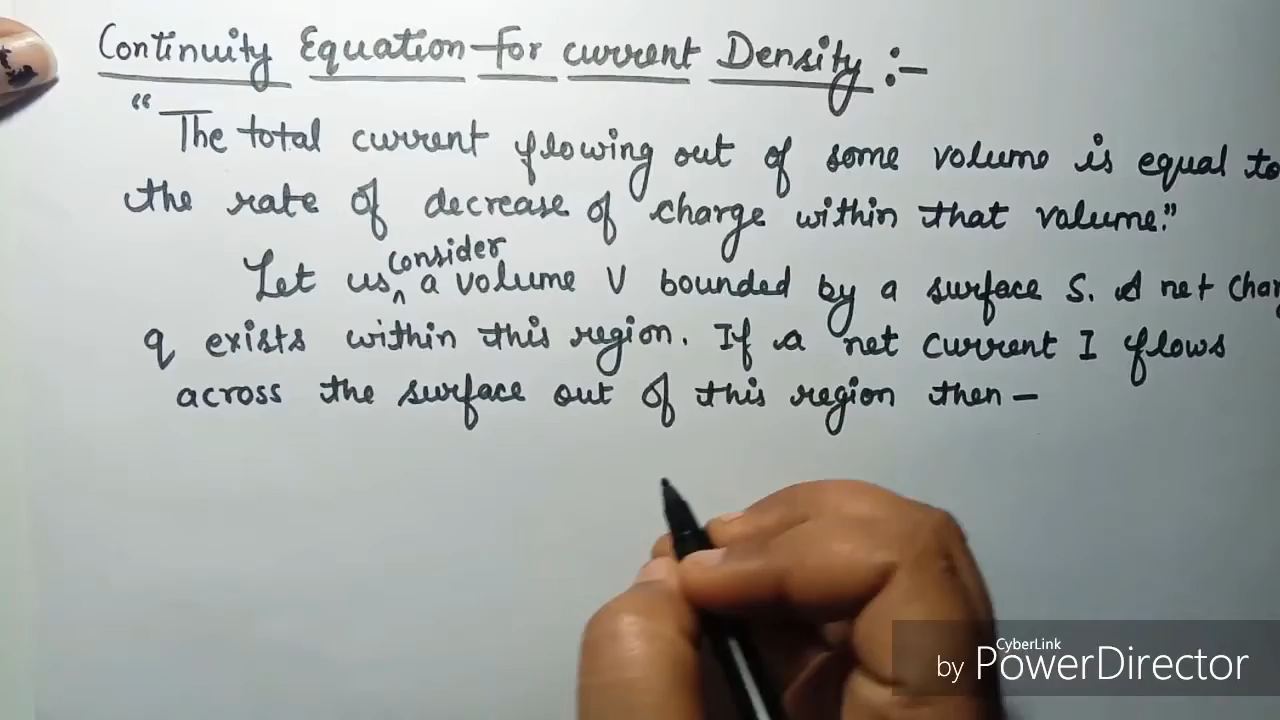 Continuity Equation for current Density :-
"The total current flowing out of some volume is equal to
the rate of decrease of charge within that volume."
Let us consider a volume V bounded by a surface S. A net
q exists within this region. If a net current I flows
across the surface out of this region then -
CyberLink
by PowerDirector